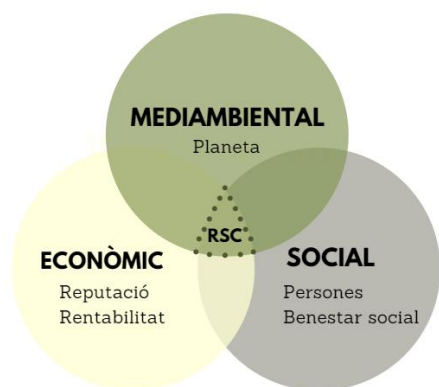 MEDIAMBIENTAL
Planeta
RSC
ECONÒMIC
Reputació
Rentabilitat
SOCIAL
Persones
Benestar social